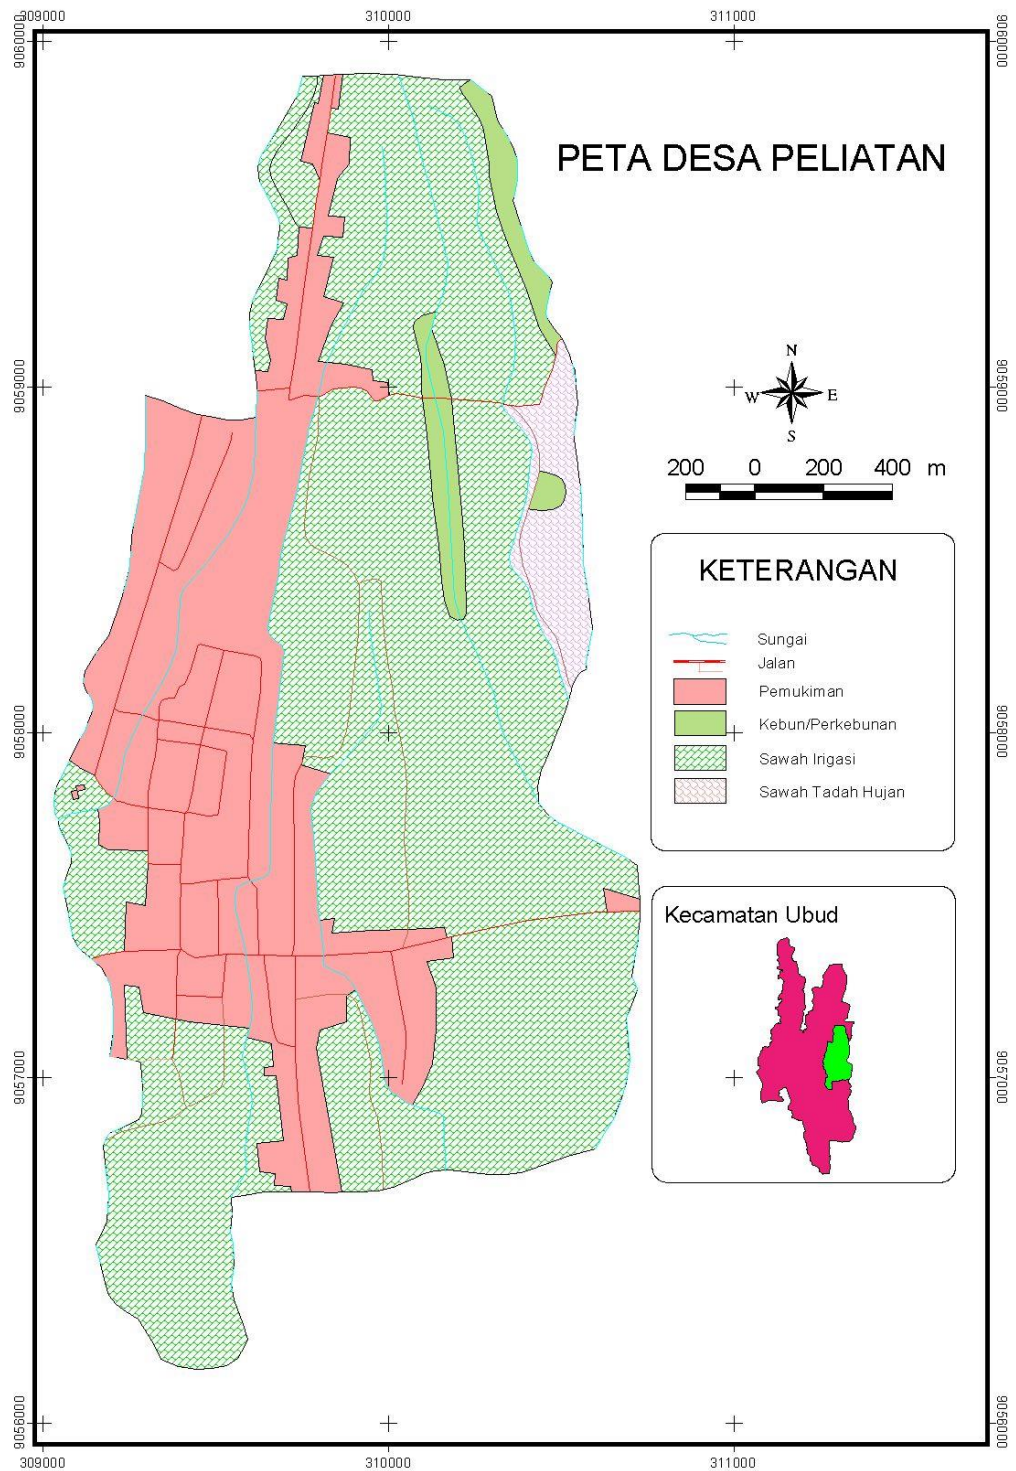 309000 310000 311000
9060000 9060000
PETA DESA PELIATAN
N
W E
S
9059000 9059000
200 0 200 400 m
KETERANGAN
Sungai
Jalan
Pemukiman
Kebun/Perkebunan
9058000 9058000
Sawah Irigasi
Sawah Tadah Hujan
Kecamatan Ubud
9057000 9057000
9056000 9056000
309000 310000 311000